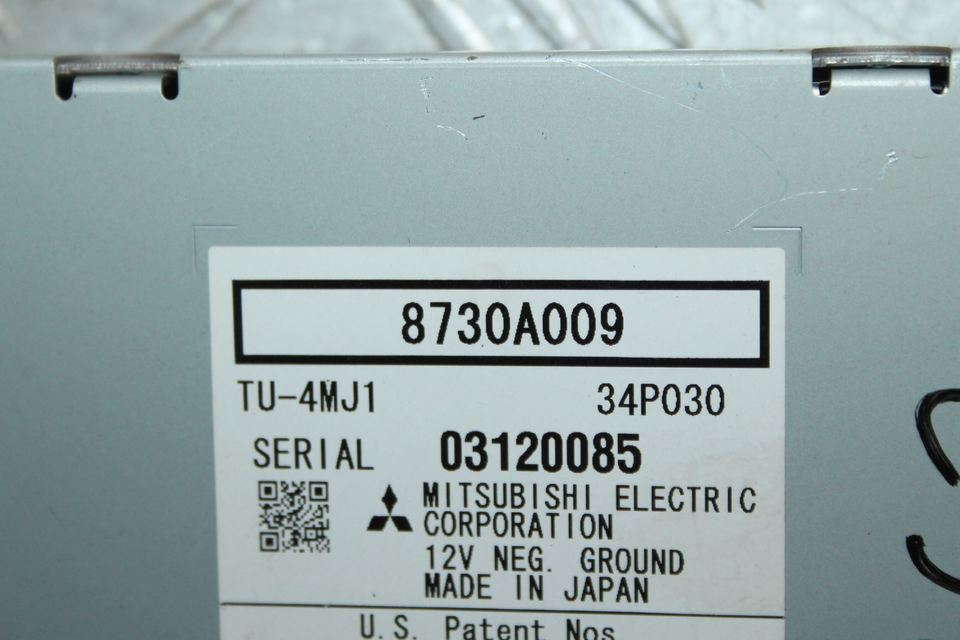 8730A009
TU-4MJ1 34P030
SERIAL 03120085
MITSUBISHI ELECTRIC
CORPORATION
12V NEG. GROUND
MADE IN JAPAN
U.S. Patent Nos